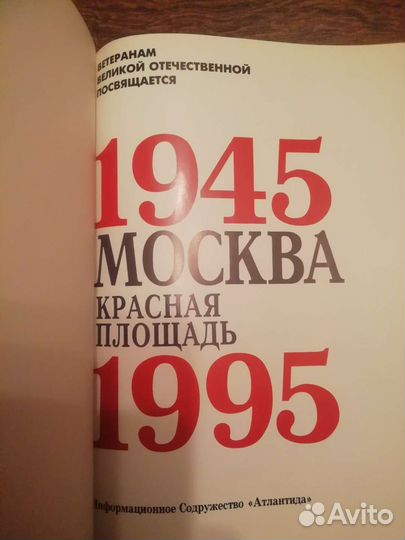 ВЕТЕРАНАМ
ВЕЛИКОЙ ОТЕЧЕСТВЕННОЙ
ПОСВЯЩАЕТСЯ
1945
МОСКВА
КРАСНАЯ
ПЛОЩАДЬ
1995
Информационное Содружество «Атлантида»
Avito